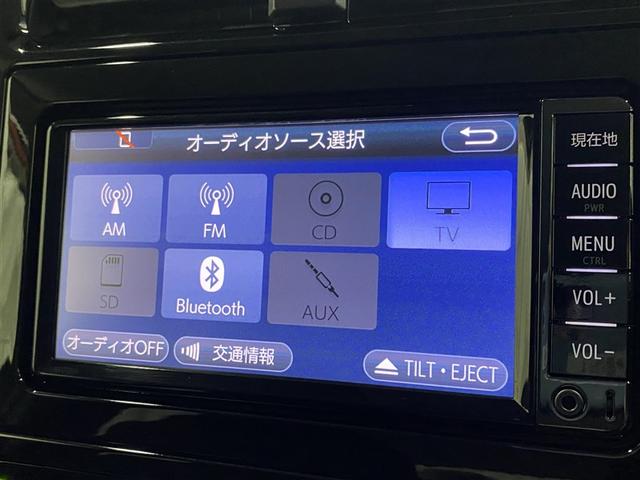 オーディオソース選択
AM
FM
CD
TV
SD
Bluetooth
AUX
オーディオOFF
交通情報
TILT・EJECT
現在地
AUDIO
PWR
MENU
CTRL
VOL+
VOL-